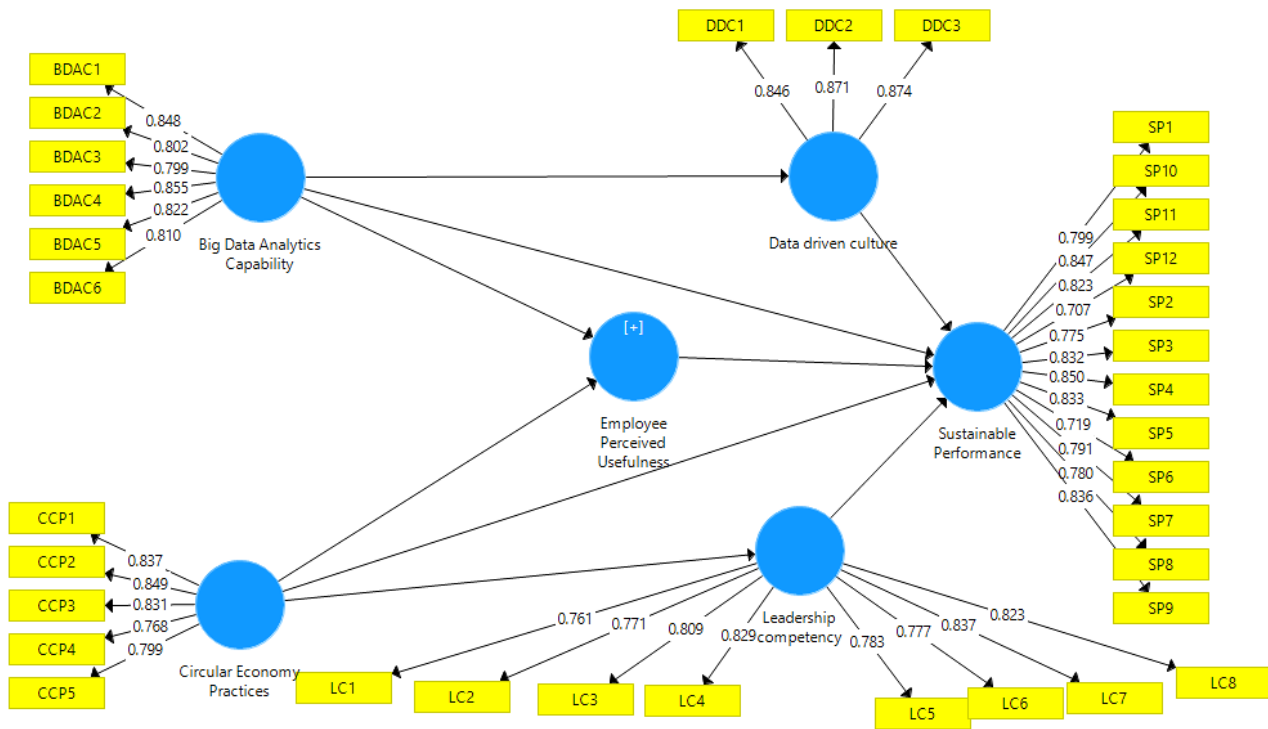 DDC1
DDC2
DDC3
0.846
0.871
0.874
BDAC1
BDAC2
BDAC3
BDAC4
BDAC5
BDAC6
0.848
0.802
0.799
0.855
0.822
0.810
Big Data Analytics
Capability
Data driven culture
SP1
SP10
SP11
SP12
SP2
SP3
SP4
SP5
SP6
SP7
SP8
SP9
0.799
0.847
0.823
0.707
0.775
0.832
0.850
0.833
0.719
0.791
0.780
0.836
[+]
Employee
Perceived
Usefulness
Sustainable
Performance
CCP1
CCP2
CCP3
CCP4
CCP5
0.837
0.849
0.831
0.768
0.799
Circular Economy
Practices
Leadership
competency
0.761
0.771
0.809
0.829
0.783
0.777
0.837
0.823
LC1
LC2
LC3
LC4
LC5
LC6
LC7
LC8